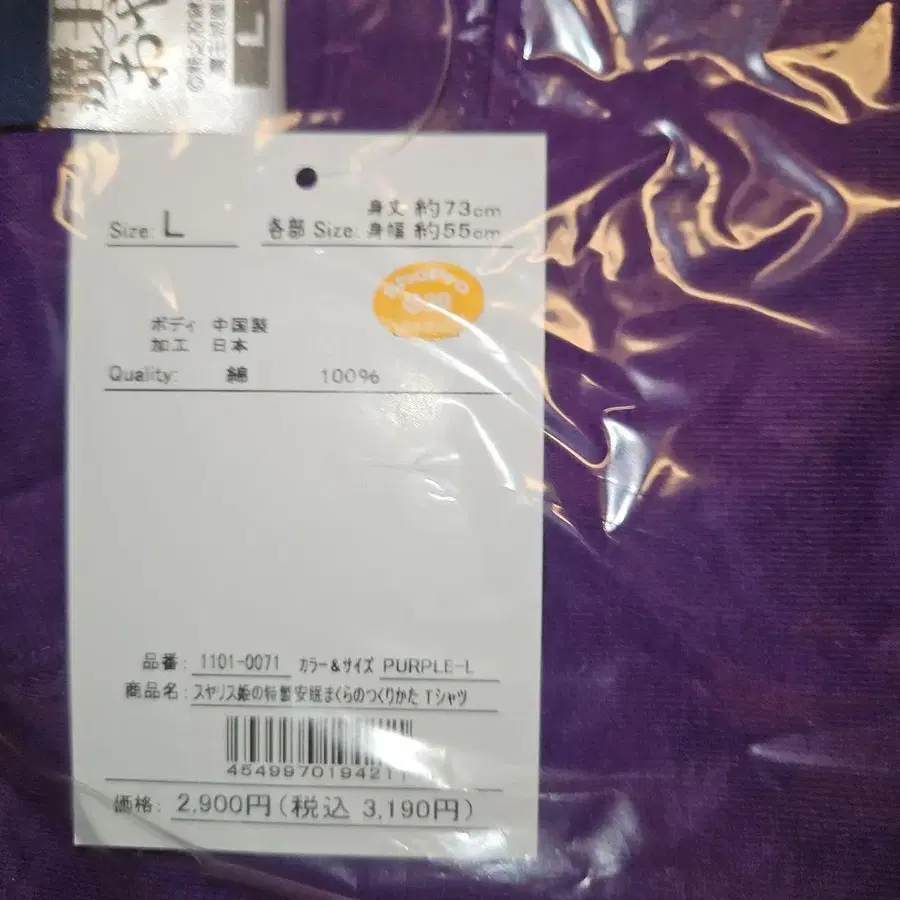 お
L
身丈 約73cm
Size: L 各部 Size: 身幅 約55cm
ボディ 中国製
加工 日本
Quality: 綿 100%
品番: 1101-0071 カラー&サイズ PURPLE-L
商品名: スヤリス姫の特製安眠まくらのつくりかた Tシャツ
454997019421
価格: 2,900円(税込 3,190円)